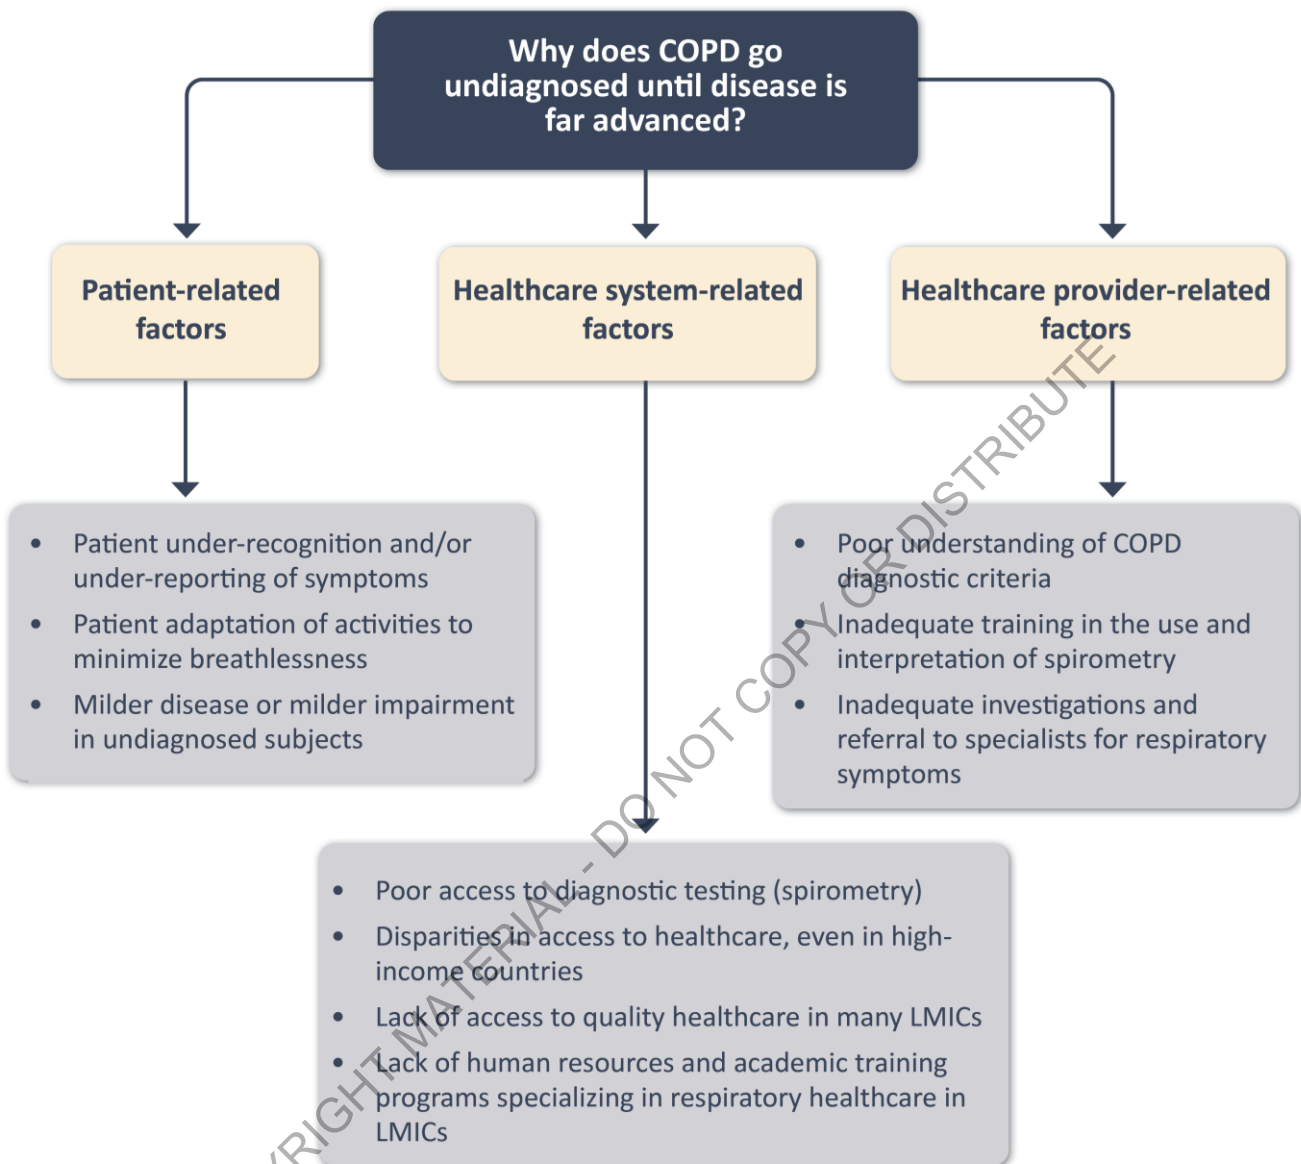 Why does COPD go
undiagnosed until disease is
far advanced?
Patient-related
factors
Healthcare system-related
factors
Healthcare provider-related
factors
• Patient under-recognition and/or
under-reporting of symptoms
• Patient adaptation of activities to
minimize breathlessness
• Milder disease or milder impairment
in undiagnosed subjects
• Poor understanding of COPD
diagnostic criteria
• Inadequate training in the use and
interpretation of spirometry
• Inadequate investigations and
referral to specialists for respiratory
symptoms
• Poor access to diagnostic testing (spirometry)
• Disparities in access to healthcare, even in high-
income countries
• Lack of access to quality healthcare in many LMICs
• Lack of human resources and academic training
programs specializing in respiratory healthcare in
LMICs
YRIGHT MATERIAL - DO NOT COPY OR DISTRIBUTE